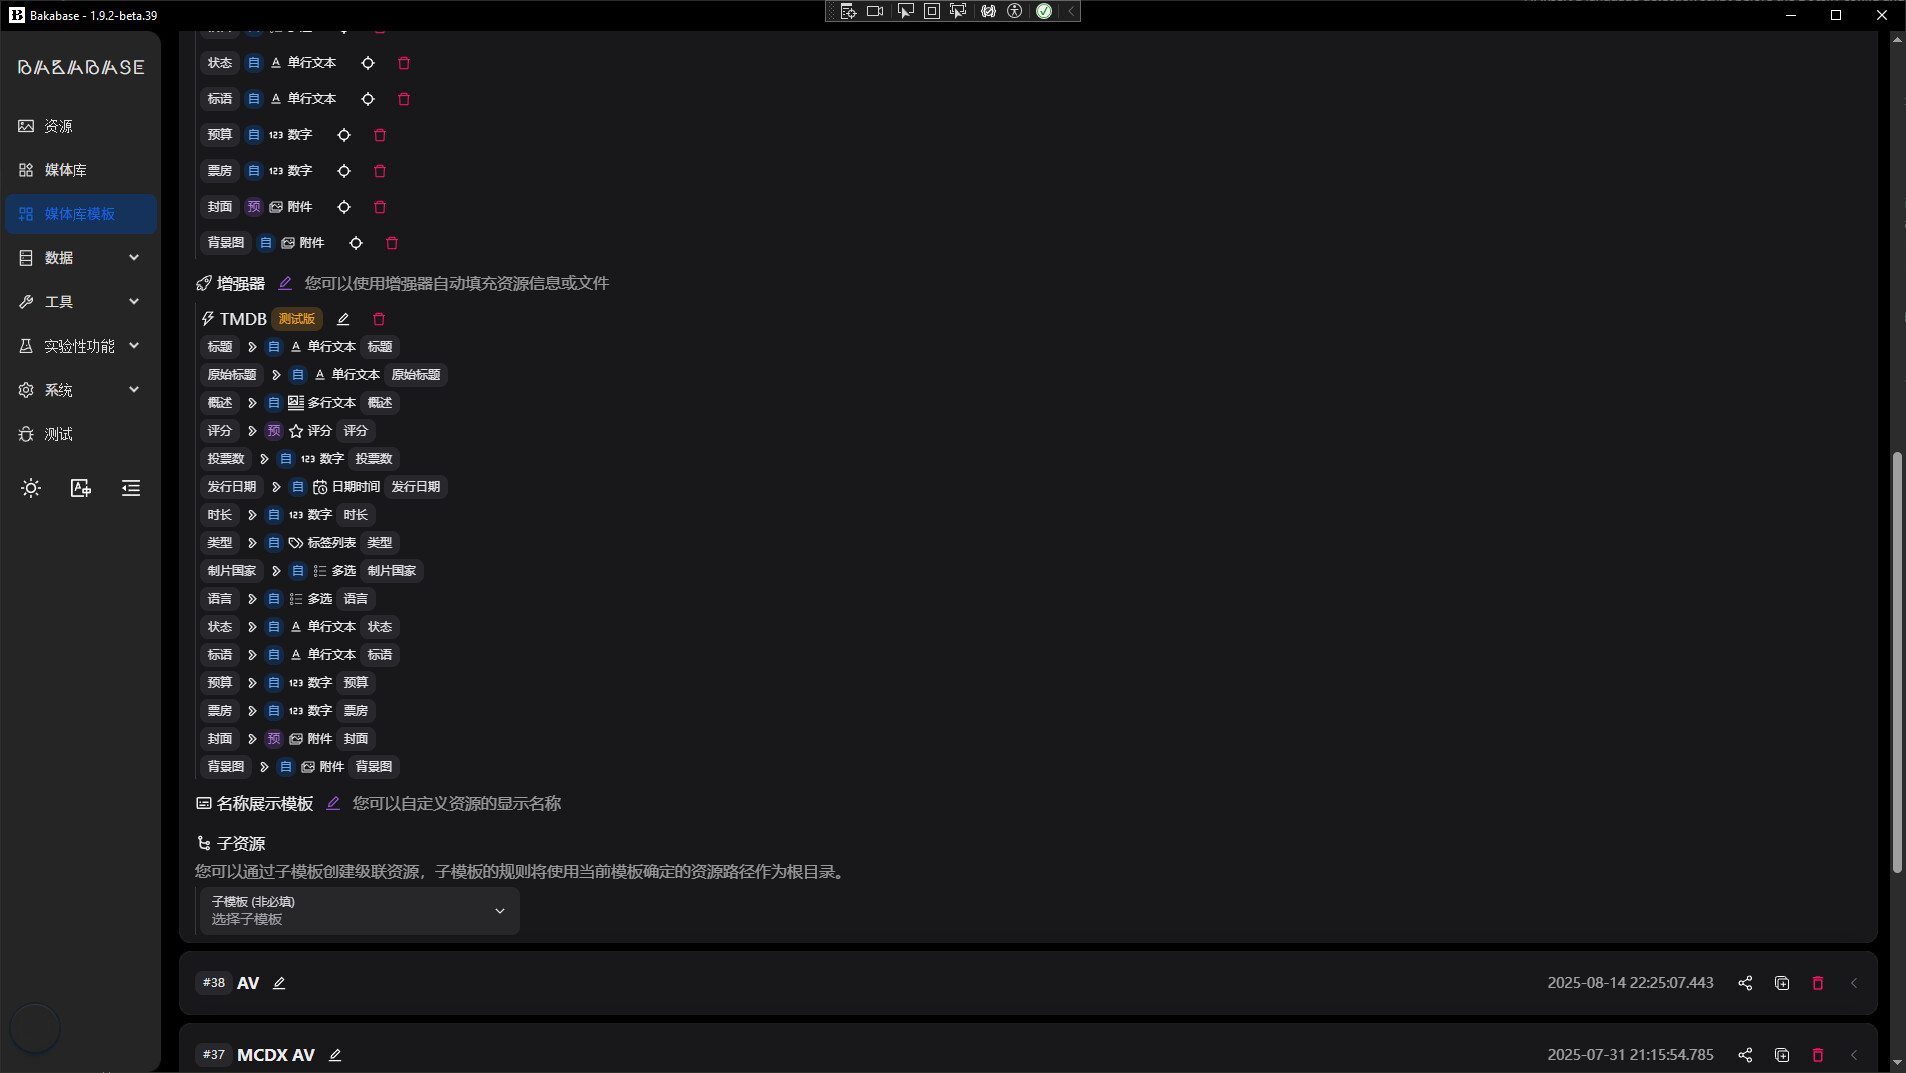 Bakabase - 1.9.2-beta.39
BAKABASE
资源
媒体库
媒体库模板
数据
工具
实验性功能
系统
测试
状态 自 单行文本
标语 自 单行文本
预算 自 123 数字
票房 自 123 数字
封面 预 附件
背景图 自 附件
增强器 您可以使用增强器自动填充资源信息或文件
TMDB 测试版
标题 自 单行文本 标题
原始标题 自 单行文本 原始标题
概述 自 多行文本 概述
评分 预 评分 评分
投票数 自 123 数字 投票数
发行日期 自 日期时间 发行日期
时长 自 123 数字 时长
类型 自 标签列表 类型
制片国家 自 多选 制片国家
语言 自 多选 语言
状态 自 单行文本 状态
标语 自 单行文本 标语
预算 自 123 数字 预算
票房 自 123 数字 票房
封面 预 附件 封面
背景图 自 附件 背景图
名称展示模板 您可以自定义资源的显示名称
子资源
您可以通过子模板创建级联资源，子模板的规则将使用当前模板确定的资源路径作为根目录。
子模板 (非必填)
选择子模板
#38 AV 2025-08-14 22:25:07.443
#37 MCDX AV 2025-07-31 21:15:54.785